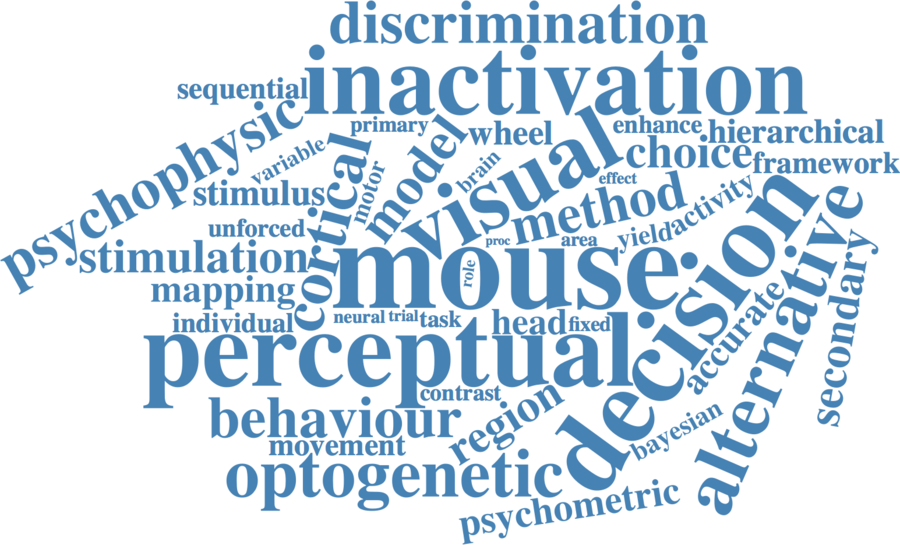 discrimination
inactivation
sequential
psychophysic
primary
wheel
enhance
hierarchical
variable
cortical
motor
model
brain
visual
choice
framework
stimulus
effect
method
activity
decision
alternative
unforced
proc
area
yield
stimulation
mouse
role
secondary
mapping
individual
neural
trial
task
head
fixed
accurate
perceptual
contrast
behaviour
region
bayesian
movement
optogenetic
psychometric